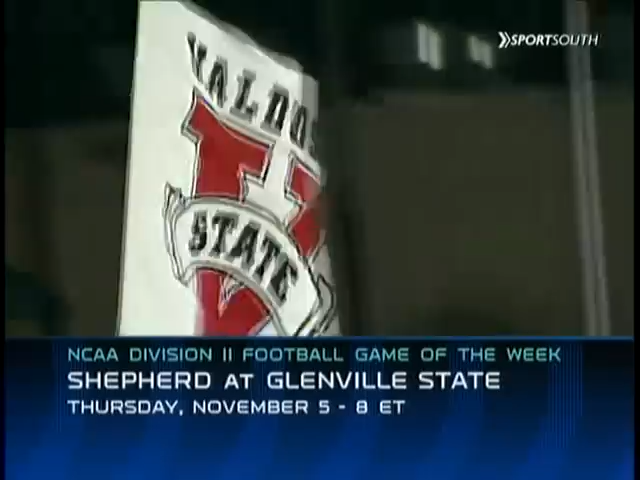 SPORTSOUTH
VALDO
STATE
NCAA DIVISION II FOOTBALL GAME OF THE WEEK
SHEPHERD AT GLENVILLE STATE
THURSDAY, NOVEMBER 5 - 8 ET